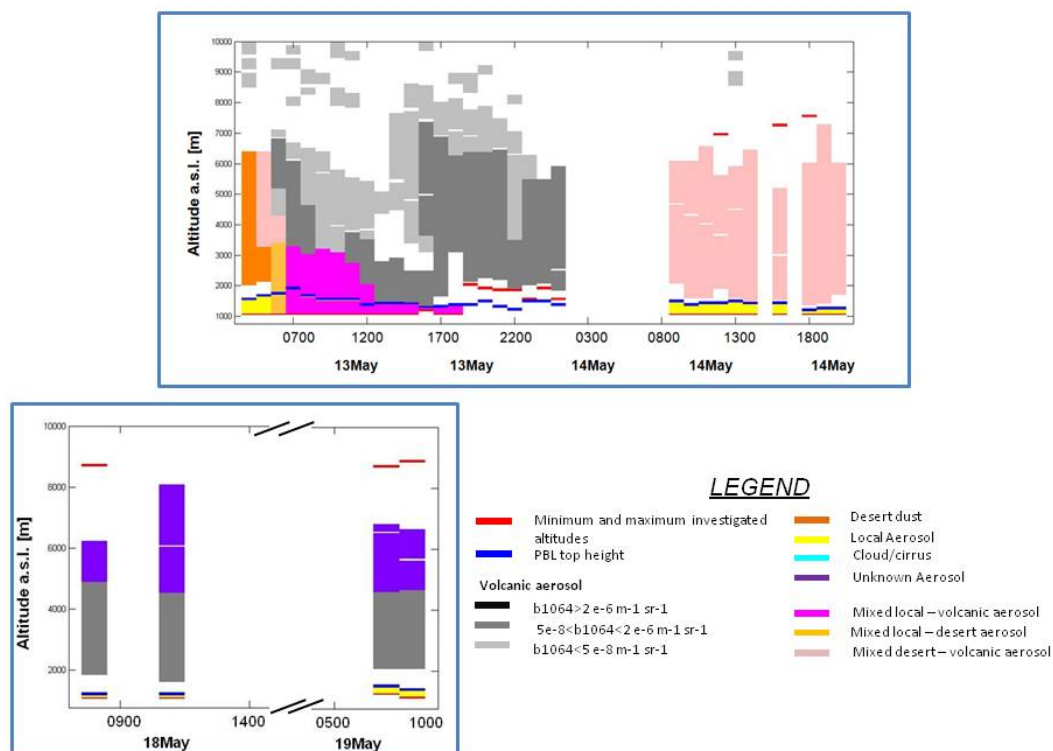 10000
9000
8000
7000
6000
5000
4000
3000
2000
1000
Altitude a.s.l. [m]
0700 1200 1700 2200 0300 0800 1300 1800
13May 13May 14May 14May 14May
10000
8000
6000
4000
2000
Altitude a.s.l. [m]
0900 1400 0500 1000
18May 19May
LEGEND
Minimum and maximum investigated
altitudes
PBL top height
Volcanic aerosol
b1064>2 e-6 m-1 sr-1
5e-8<b1064<2 e-6 m-1 sr-1
b1064<5 e-8 m-1 sr-1
Desert dust
Local Aerosol
Cloud/cirrus
Unknown Aerosol
Mixed local – volcanic aerosol
Mixed local – desert aerosol
Mixed desert – volcanic aerosol